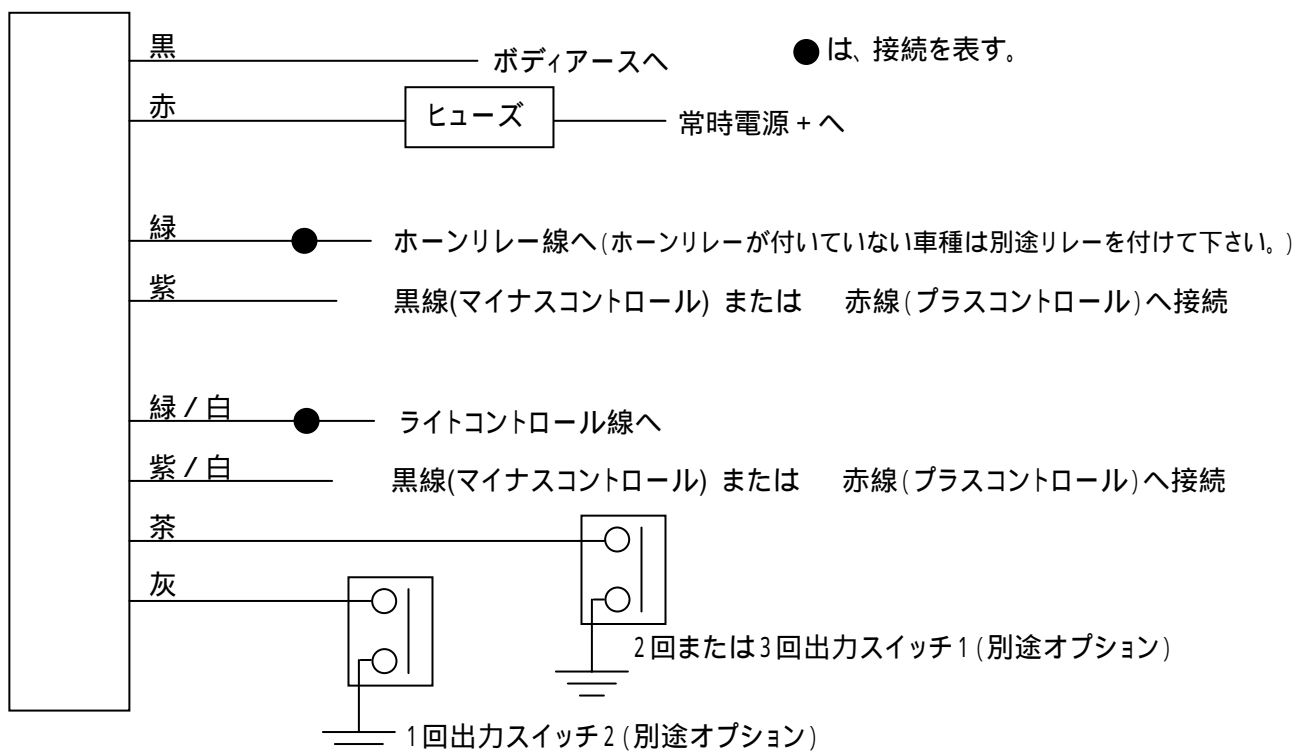 黒
ボディアースへ
●は、接続を表す。
赤
ヒューズ
常時電源+へ
緑
ホーンリレー線へ(ホーンリレーが付いていない車種は別途リレーを付けて下さい。)
紫
黒線(マイナスコントロール) または 赤線(プラスコントロール)へ接続
緑/白
ライトコントロール線へ
紫/白
黒線(マイナスコントロール) または 赤線(プラスコントロール)へ接続
茶
灰
2回または3回出力スイッチ1(別途オプション)
1回出力スイッチ2(別途オプション)